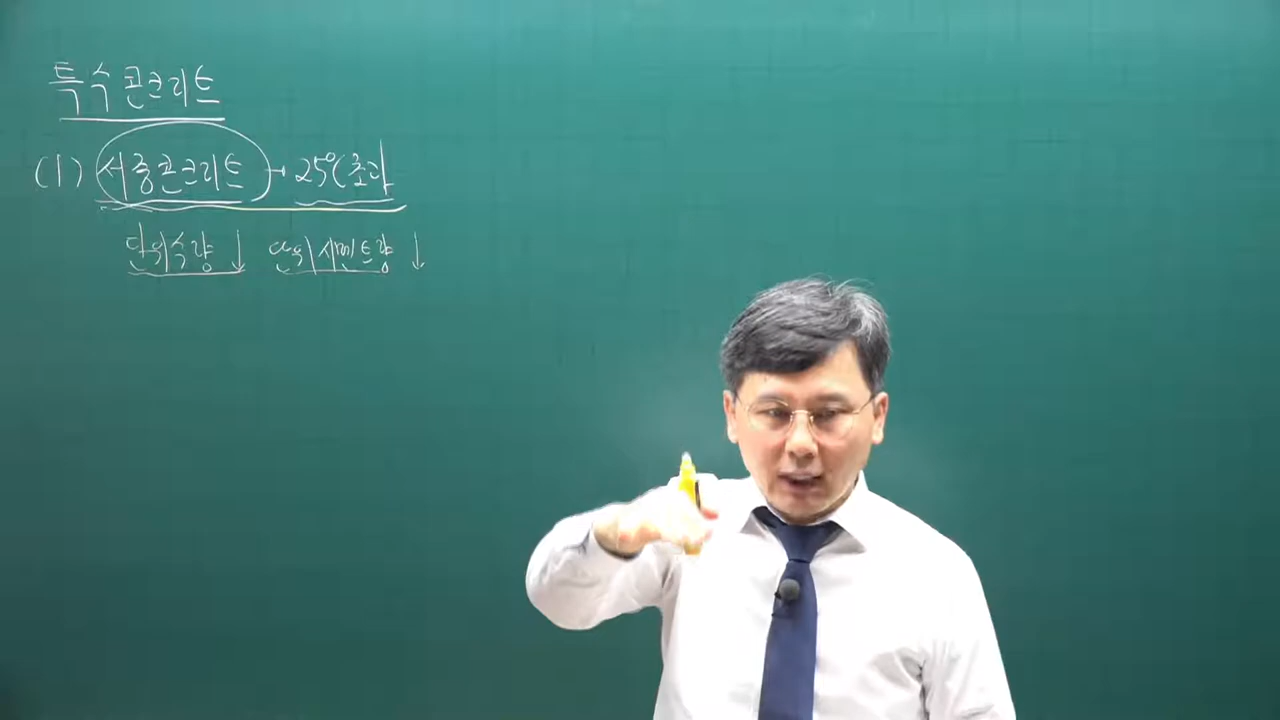 특수콘크리트
(1) 서중콘크리트 → 25℃초과
단위수량 ↓ 단위시멘트량 ↓